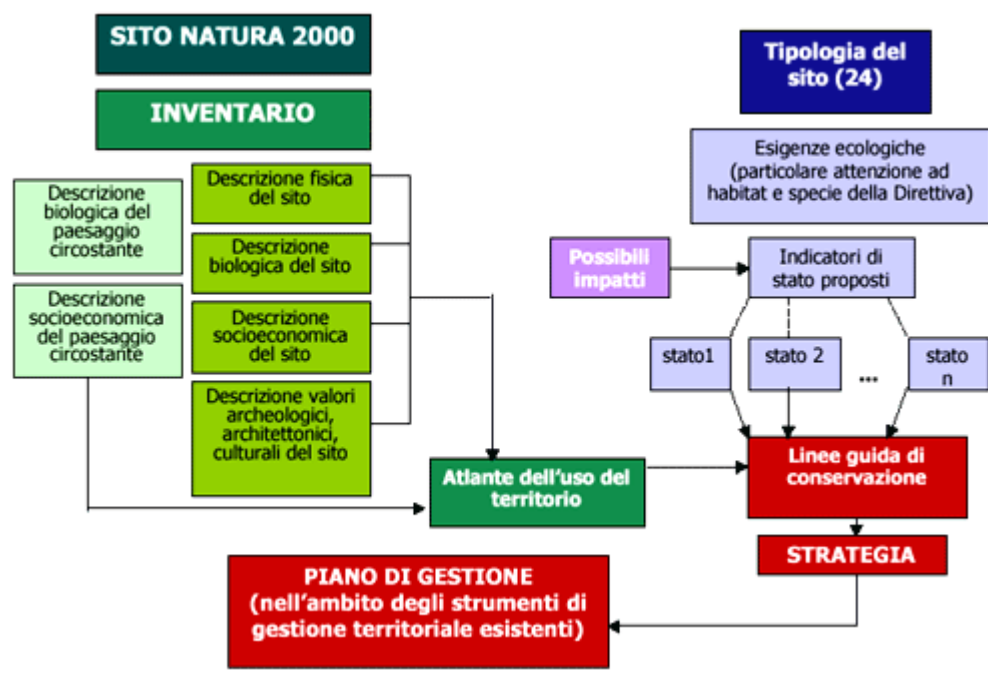 SITO NATURA 2000
INVENTARIO
Descrizione
biologica del
paesaggio
circostante
Descrizione
socioeconomica
del paesaggio
circostante
Descrizione fisica
del sito
Descrizione
biologica del sito
Descrizione
socioeconomica
del sito
Descrizione valori
archeologici,
architettonici,
culturali del sito
Tipologia del
sito (24)
Esigenze ecologiche
(particolare attenzione ad
habitat e specie della Direttiva)
Possibili
impatti
Indicatori di
stato proposti
stato1
stato 2
...
stato
n
Atlante dell'uso del
territorio
Linee guida di
conservazione
STRATEGIA
PIANO DI GESTIONE
(nell'ambito degli strumenti di
gestione territoriale esistenti)